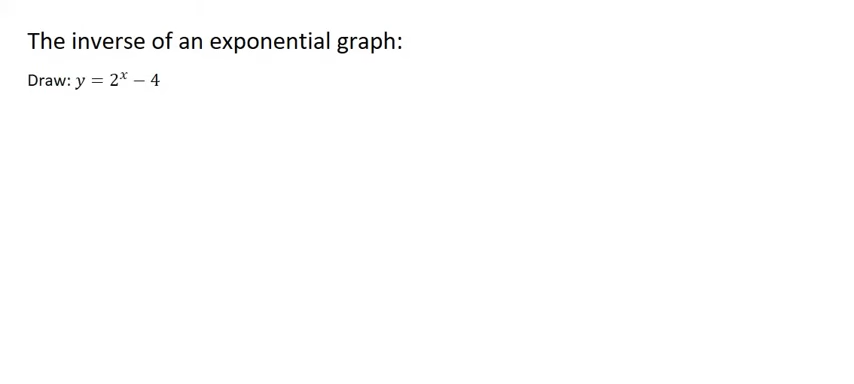 The inverse of an exponential graph:
Draw: $y = 2^x - 4$